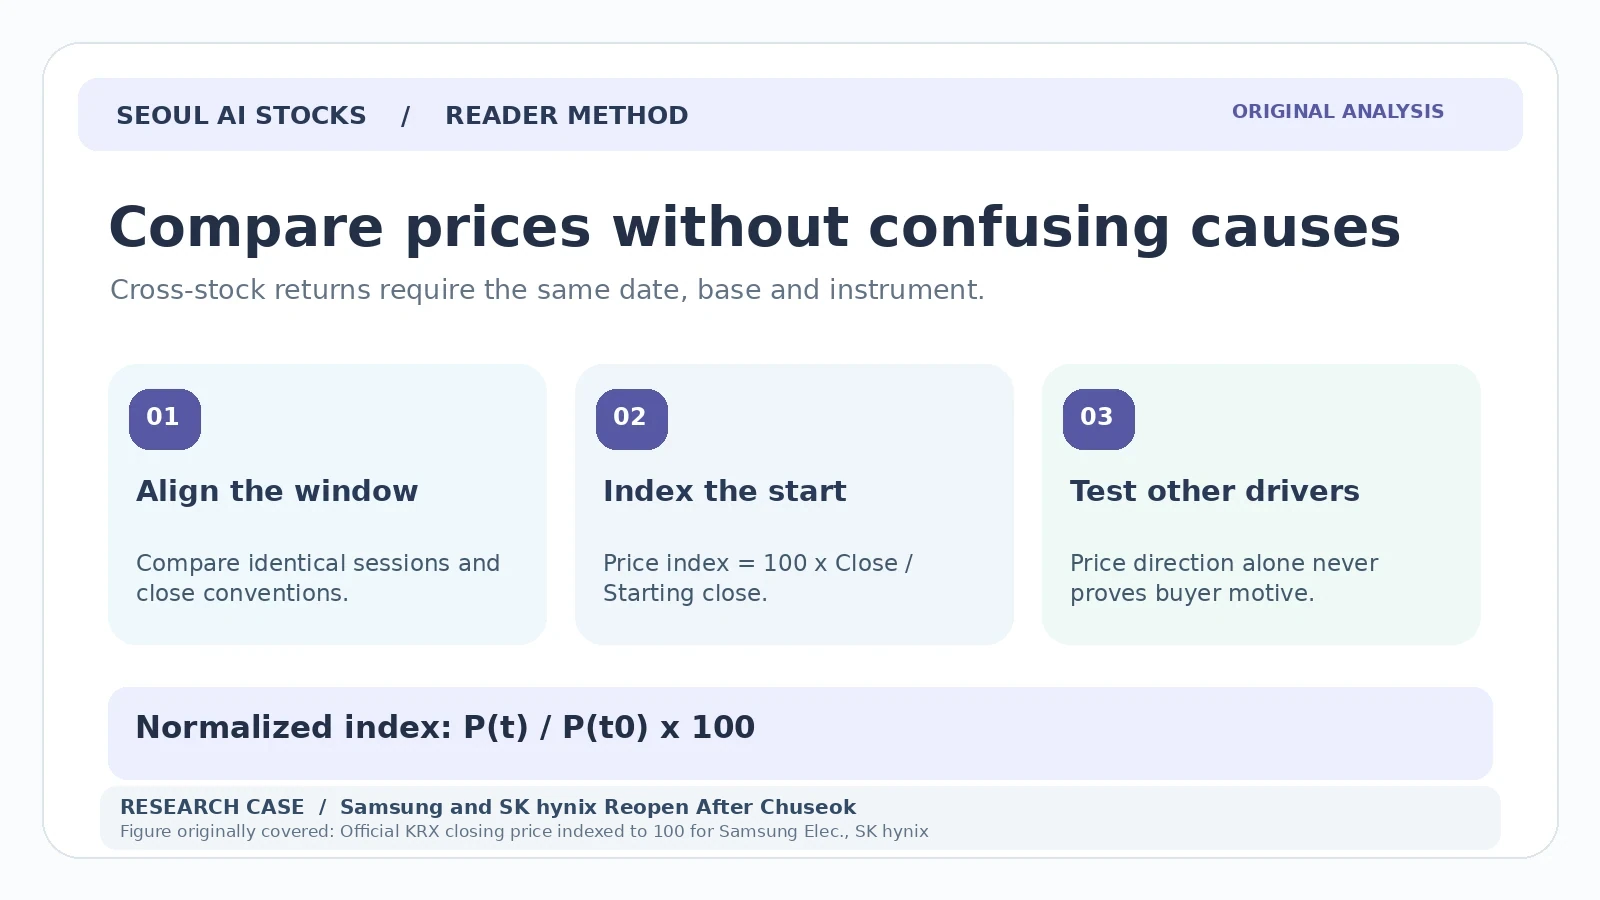 SEOUL AI STOCKS / READER METHOD
ORIGINAL ANALYSIS
Compare prices without confusing causes
Cross-stock returns require the same date, base and instrument.
01
Align the window
Compare identical sessions and
close conventions.
02
Index the start
Price index = 100 x Close /
Starting close.
03
Test other drivers
Price direction alone never
proves buyer motive.
Normalized index: P(t) / P(t0) x 100
RESEARCH CASE / Samsung and SK hynix Reopen After Chuseok
Figure originally covered: Official KRX closing price indexed to 100 for Samsung Elec., SK hynix